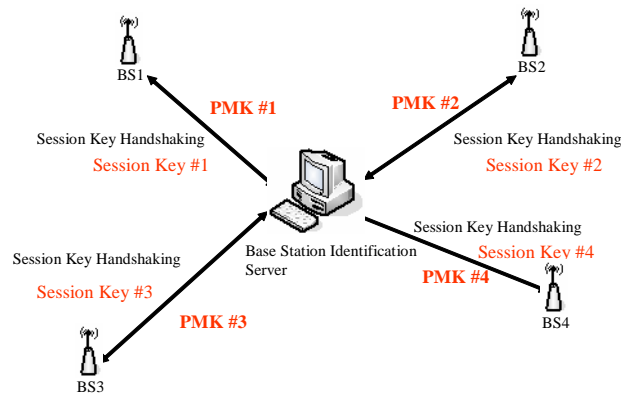 BS1
BS2
PMK #1
PMK #2
Session Key Handshaking
Session Key #1
Session Key Handshaking
Session Key #2
Session Key Handshaking
Session Key #4
Base Station Identification
Server
Session Key Handshaking
Session Key #3
PMK #4
PMK #3
BS4
BS3